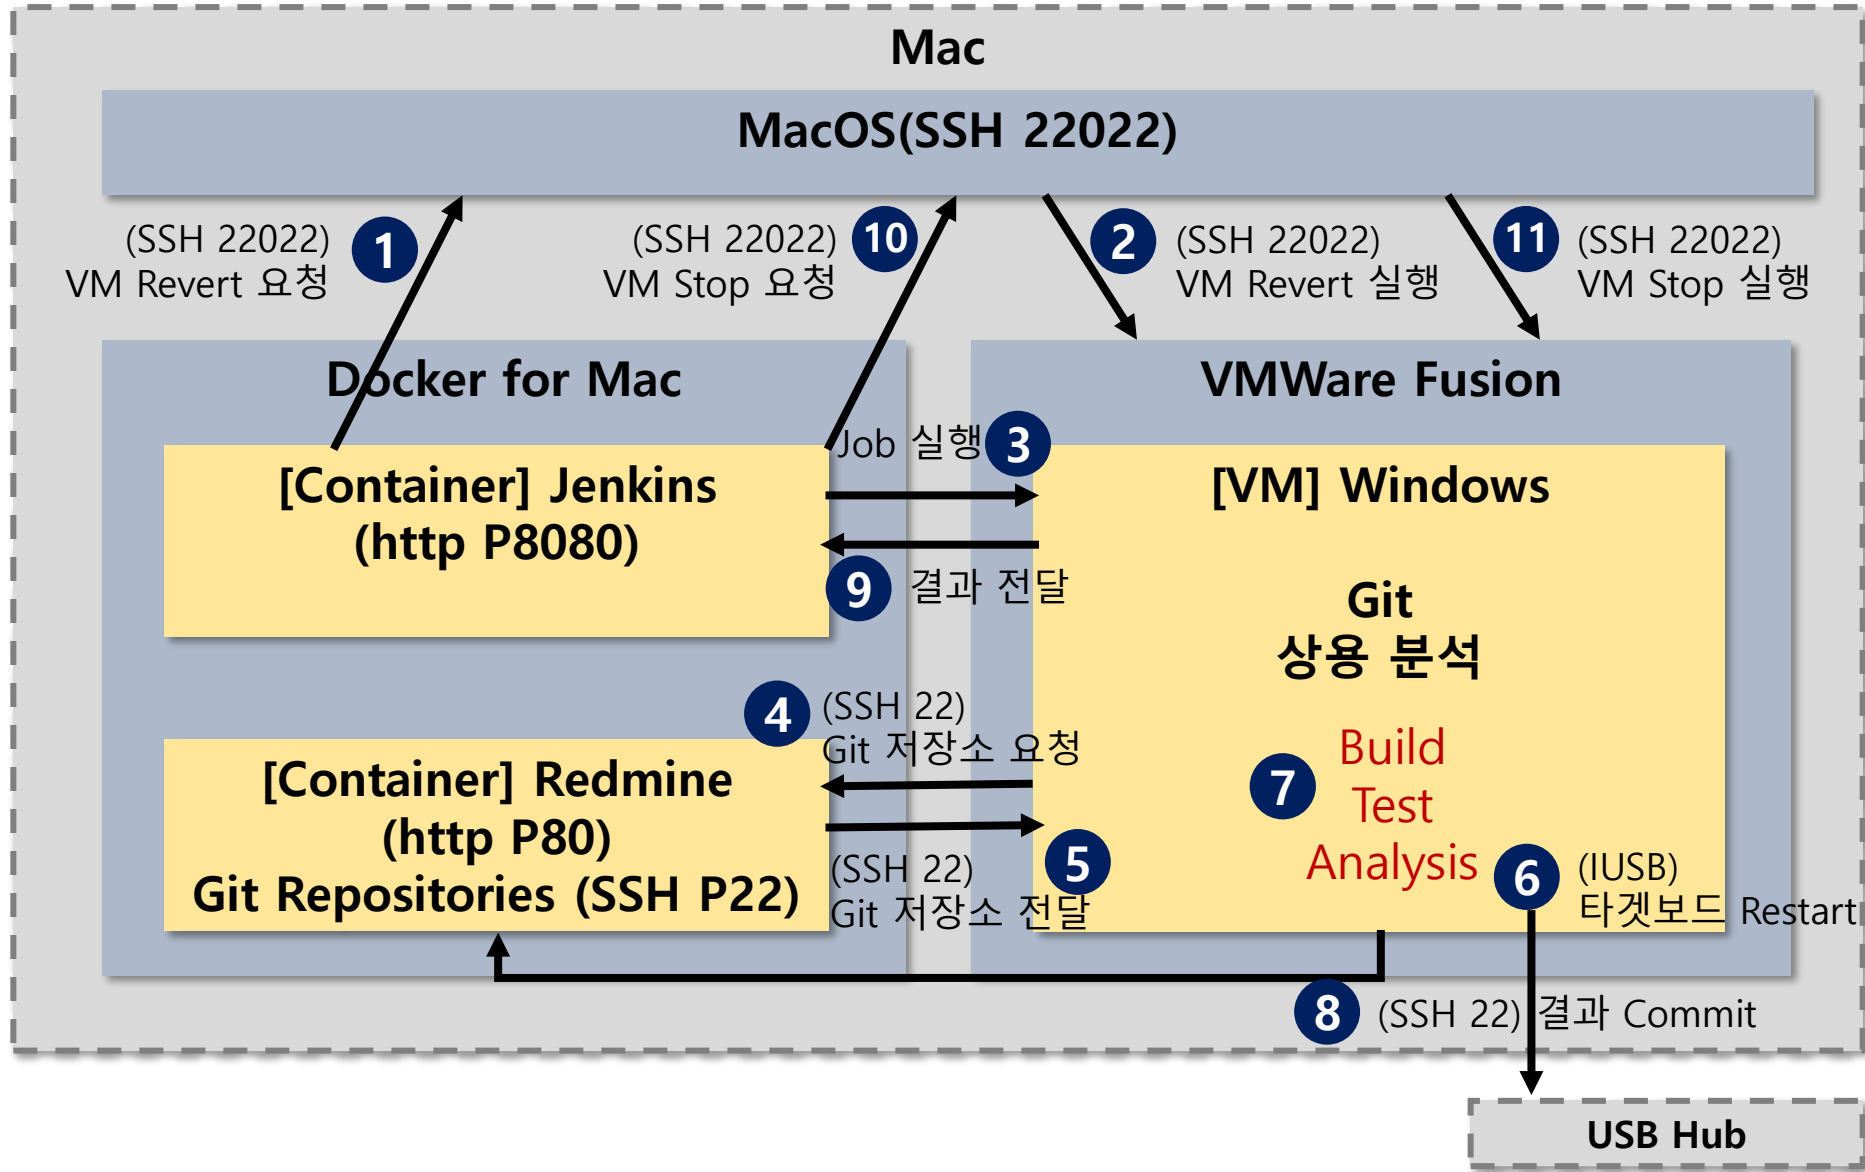 Mac
MacOS(SSH 22022)
1
(SSH 22022)
VM Revert 요청
10
(SSH 22022)
VM Stop 요청
2
(SSH 22022)
VM Revert 실행
11
(SSH 22022)
VM Stop 실행
Docker for Mac
VMWare Fusion
[Container] Jenkins
(http P8080)
Job 실행
3
9
결과 전달
[VM] Windows
Git
상용 분석
4
(SSH 22)
Git 저장소 요청
[Container] Redmine
(http P80)
Git Repositories (SSH P22)
5
(SSH 22)
Git 저장소 전달
7
Build
Test
Analysis
6
(IUSB)
타겟보드 Restart
8
(SSH 22) 결과 Commit
USB Hub